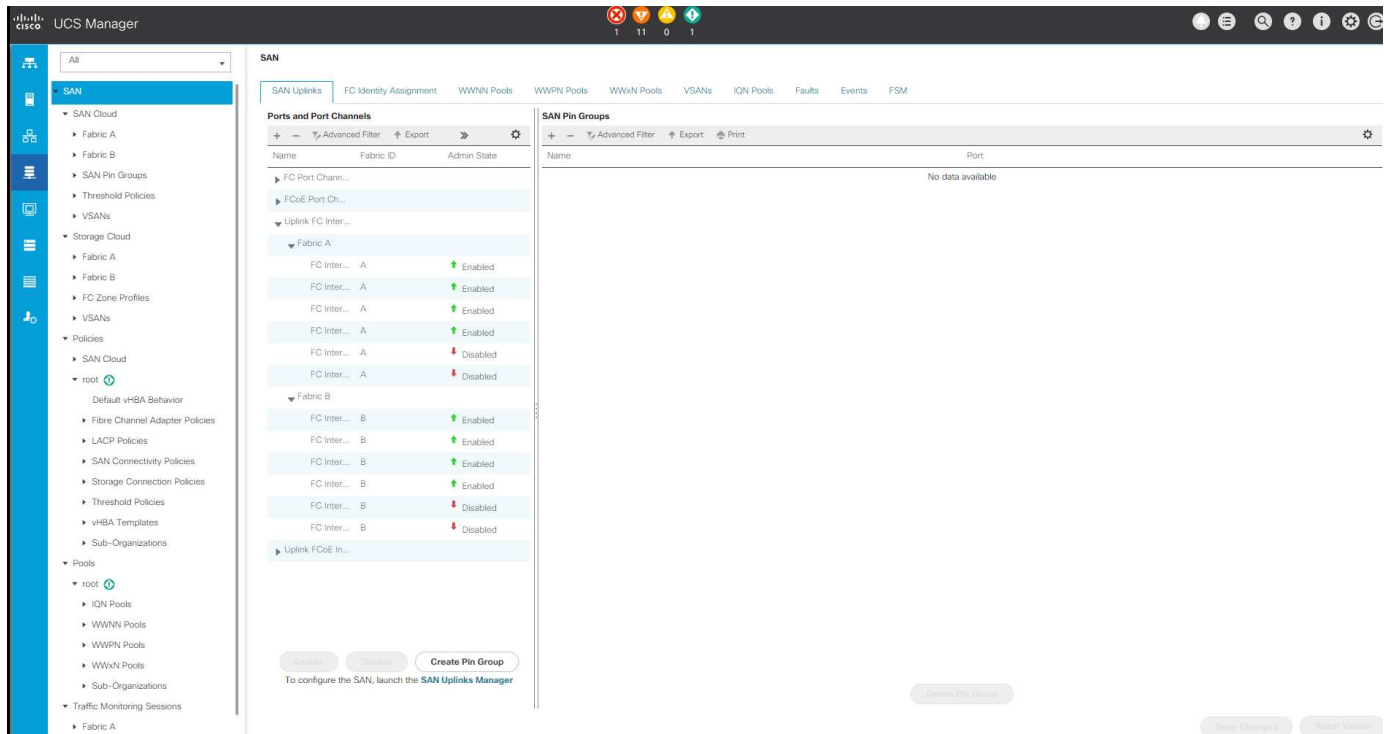 CISCO UCS Manager
1 11 0 1
All
SAN
SAN Cloud
Fabric A
Fabric B
SAN Pin Groups
Threshold Policies
VSANs
Storage Cloud
Fabric A
Fabric B
FC Zone Profiles
VSANs
Policies
SAN Cloud
root
Default vHBA Behavior
Fibre Channel Adapter Policies
LACP Policies
SAN Connectivity Policies
Storage Connection Policies
Threshold Policies
vHBA Templates
Sub-Organizations
Pools
root
IQN Pools
WWNN Pools
WWPN Pools
WWxN Pools
Sub-Organizations
Traffic Monitoring Sessions
Fabric A
SAN
SAN Uplinks FC Identity Assignment WWNN Pools WWPN Pools WWxN Pools VSANs IQN Pools Faults Events FSM
Ports and Port Channels
+ − Advanced Filter Export »
Name Fabric ID Admin State
FC Port Chann...
FCoE Port Ch...
Uplink FC Inter...
Fabric A
FC Inter... A Enabled
FC Inter... A Enabled
FC Inter... A Enabled
FC Inter... A Enabled
FC Inter... A Disabled
FC Inter... A Disabled
Fabric B
FC Inter... B Enabled
FC Inter... B Enabled
FC Inter... B Enabled
FC Inter... B Enabled
FC Inter... B Disabled
FC Inter... B Disabled
Uplink FCoE In...
Enable Disable Create Pin Group
To configure the SAN, launch the SAN Uplinks Manager
SAN Pin Groups
+ − Advanced Filter Export Print
Name Port
No data available
Delete Pin Group
Save Changes Reset Values